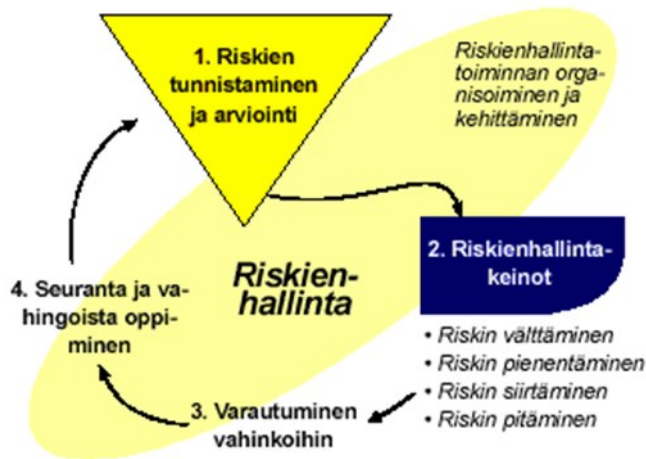 1. Riskien
tunnistaminen
ja arviointi
Riskienhallinta-
toiminnan orga-
nisoiminen ja
kehittäminen
2. Riskienhallinta-
keinot
• Riskin välttäminen
• Riskin pienentäminen
• Riskin siirtäminen
• Riskin pitäminen
3. Varautuminen
vahinkoihin
4. Seuranta ja va-
hingoista oppi-
minen
Riskien-
hallinta